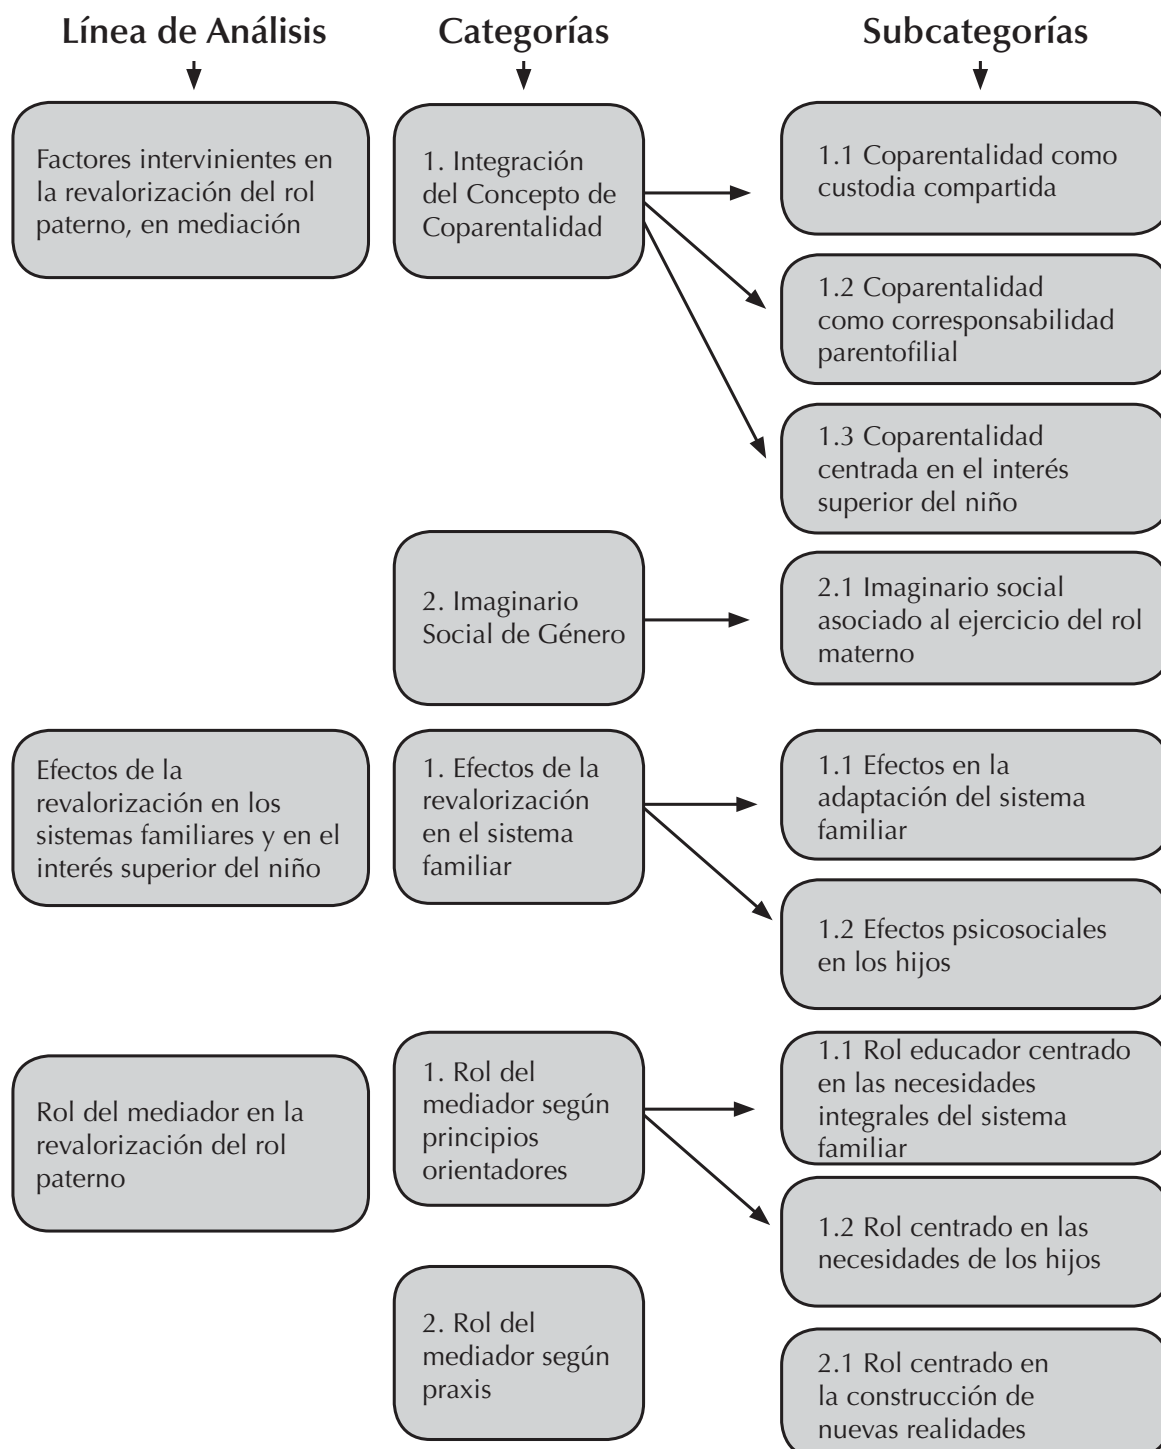 Línea de Análisis
Categorías
Subcategorías
Factores intervinientes en
la revalorización del rol
paterno, en mediación
1. Integración
del Concepto de
Coparentalidad
1.1 Coparentalidad como
custodia compartida
1.2 Coparentalidad
como corresponsabilidad
parentofilial
1.3 Coparentalidad
centrada en el interés
superior del niño
2. Imaginario
Social de Género
2.1 Imaginario social
asociado al ejercicio del rol
materno
Efectos de la
revalorización en los
sistemas familiares y en el
interés superior del niño
1. Efectos de la
revalorización
en el sistema
familiar
1.1 Efectos en la
adaptación del sistema
familiar
1.2 Efectos psicosociales
en los hijos
Rol del mediador en la
revalorización del rol
paterno
1. Rol del
mediador según
principios
orientadores
1.1 Rol educador centrado
en las necesidades
integrales del sistema
familiar
1.2 Rol centrado en las
necesidades de los hijos
2. Rol del
mediador según
praxis
2.1 Rol centrado en
la construcción de
nuevas realidades